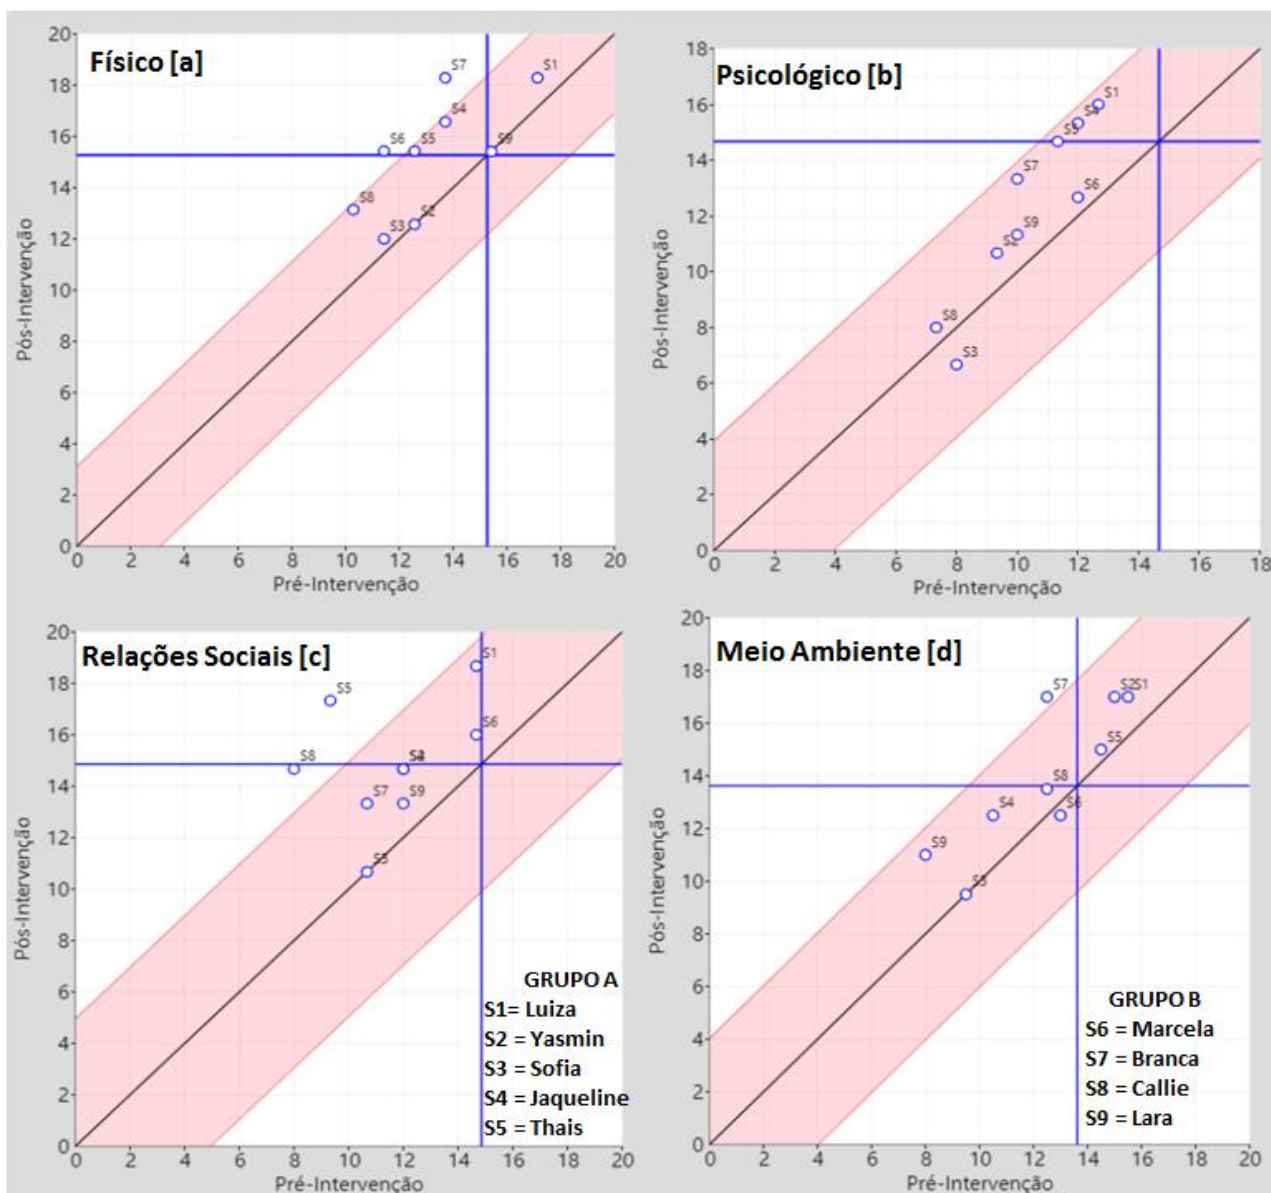 Físico [a]
Pós-Intervenção
20
18
16
14
12
10
8
6
4
2
0
S7
S1
S4
S6
S5
S9
S8
S2
S3
0 2 4 6 8 10 12 14 16 18 20
Pré-Intervenção
Psicológico [b]
Pós-Intervenção
18
16
14
12
10
8
6
4
2
0
S1
S4
S5
S7
S6
S9
S2
S8
S3
0 2 4 6 8 10 12 14 16 18
Pré-Intervenção
Relações Sociais [c]
Pós-Intervenção
20
18
16
14
12
10
8
6
4
2
0
S1
S5
S6
S8
S7
S9
S3
GRUPO A
S1= Luiza
S2 = Yasmin
S3 = Sofia
S4 = Jaqueline
S5 = Thais
0 2 4 6 8 10 12 14 16 18 20
Pré-Intervenção
Meio Ambiente [d]
Pós-Intervenção
20
18
16
14
12
10
8
6
4
2
0
S7
S2
S1
S5
S8
S4
S6
S9
S3
GRUPO B
S6 = Marcela
S7 = Branca
S8 = Callie
S9 = Lara
0 2 4 6 8 10 12 14 16 18 20
Pré-Intervenção